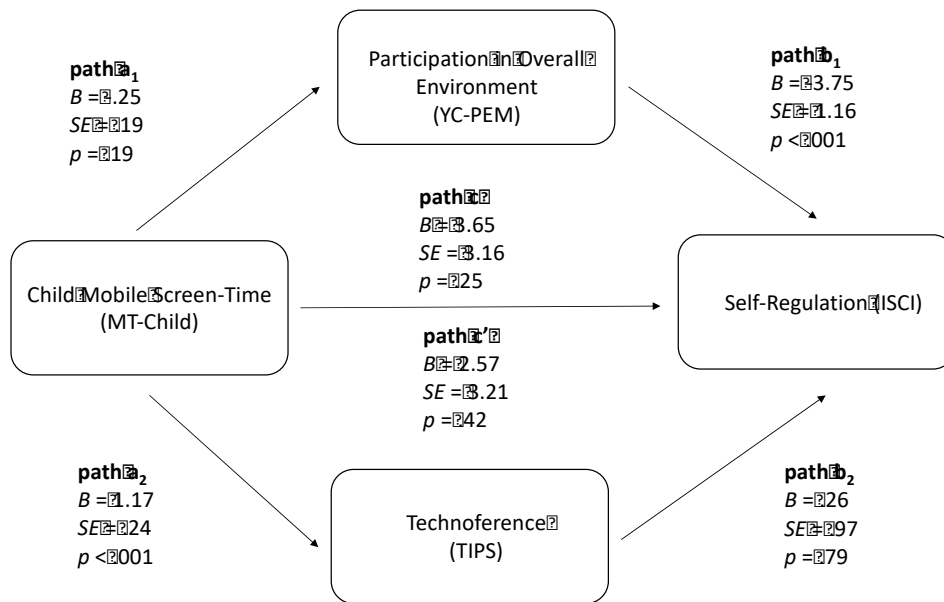 path a1
B = -.25
SE = .19
p = .19
Participation in Overall
Environment
(YC-PEM)
path b1
B = -3.75
SE = 1.16
p < .001
path c
B = 3.65
SE = 3.16
p = .25
Child Mobile Screen-Time
(MT-Child)
Self-Regulation (ISCI)
path c'
B = 2.57
SE = 3.21
p = .42
path a2
B = 1.17
SE = .24
p < .001
Technoference
(TIPS)
path b2
B = .26
SE = .97
p = .79